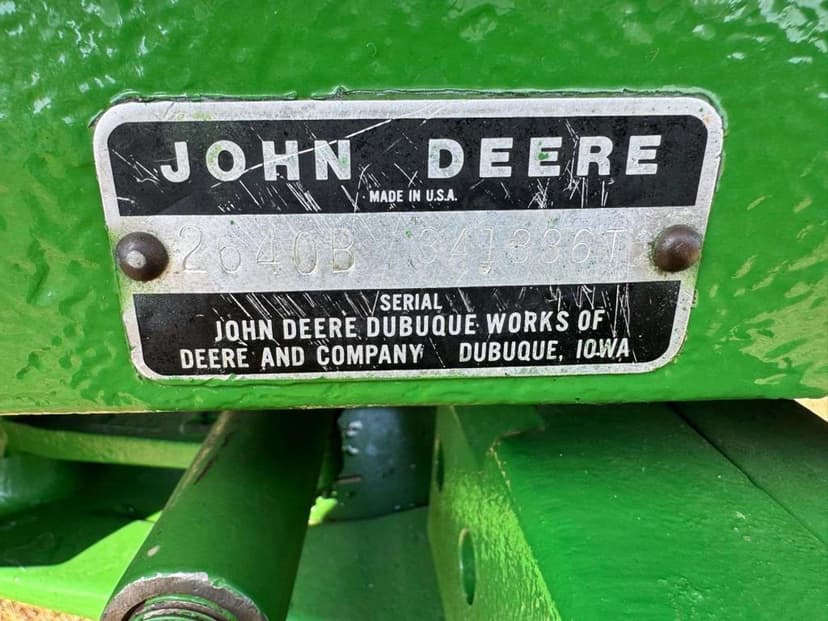 JOHN DEERE
MADE IN U.S.A.
2640B
SERIAL
JOHN DEERE DUBUQUE WORKS OF
DEERE AND COMPANY DUBUQUE, IOWA